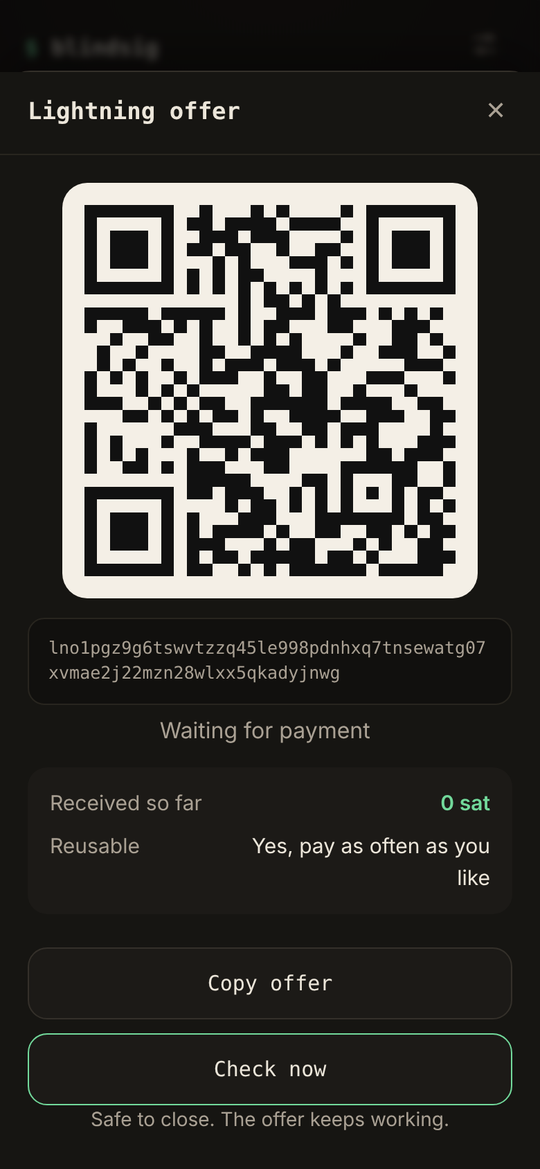 $ blindsig
Lightning offer
lno1pgz9g6tswvtzzq45le998pdnhxq7tnsewatg07
xvmae2j22mzn28wlxx5qkadyjnwg
Waiting for payment
Received so far 0 sat
Reusable Yes, pay as often as you
like
Copy offer
Check now
Safe to close. The offer keeps working.